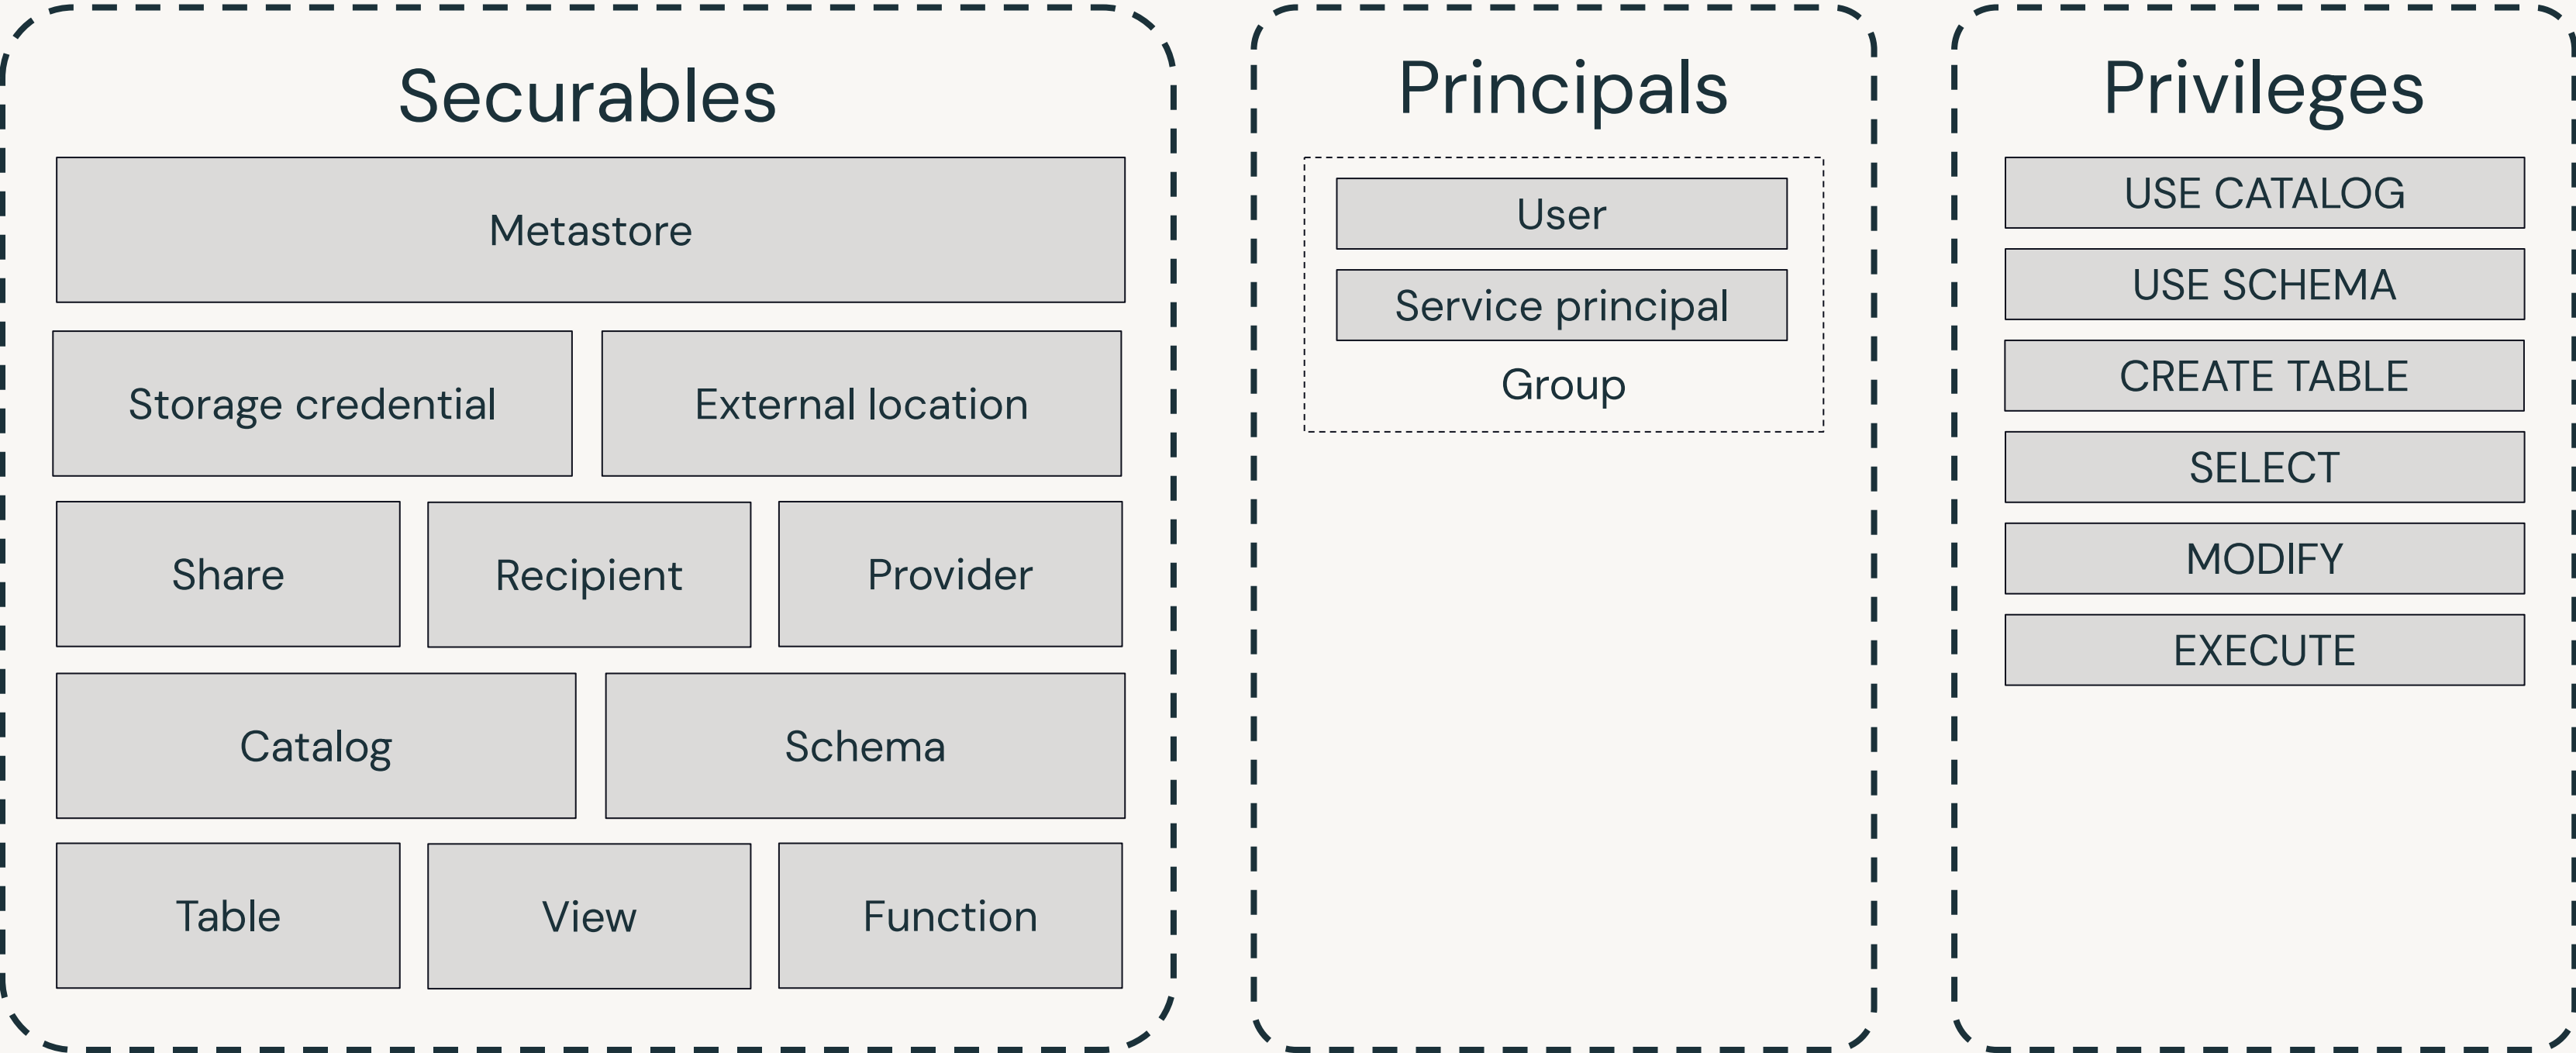 Securables
Metastore
Storage credential
External location
Share
Recipient
Provider
Catalog
Schema
Table
View
Function
Principals
User
Service principal
Group
Privileges
USE CATALOG
USE SCHEMA
CREATE TABLE
SELECT
MODIFY
EXECUTE